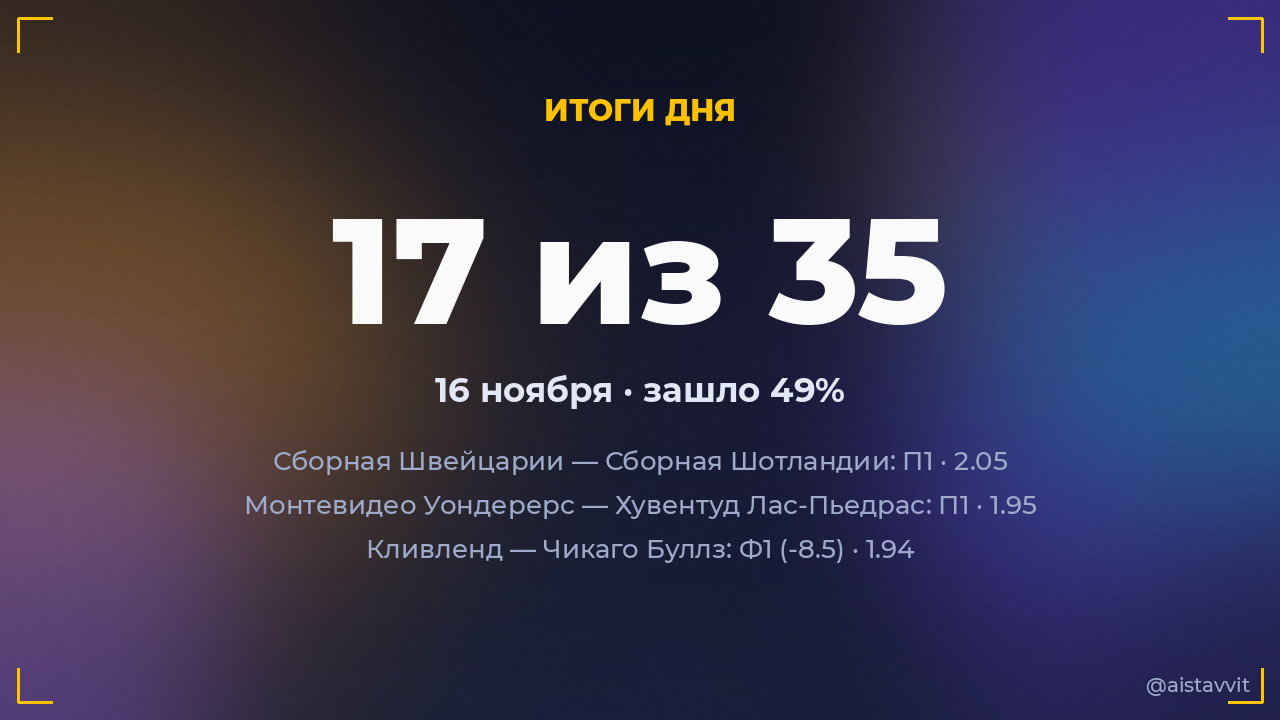 ИТОГИ ДНЯ
17 из 35
16 ноября · зашло 49%
Сборная Швейцарии — Сборная Шотландии: П1 · 2.05
Монтевидео Уондерерс — Хувентуд Лас-Пьедрас: П1 · 1.95
Кливленд — Чикаго Буллз: Ф1 (-8.5) · 1.94
@aistavvit